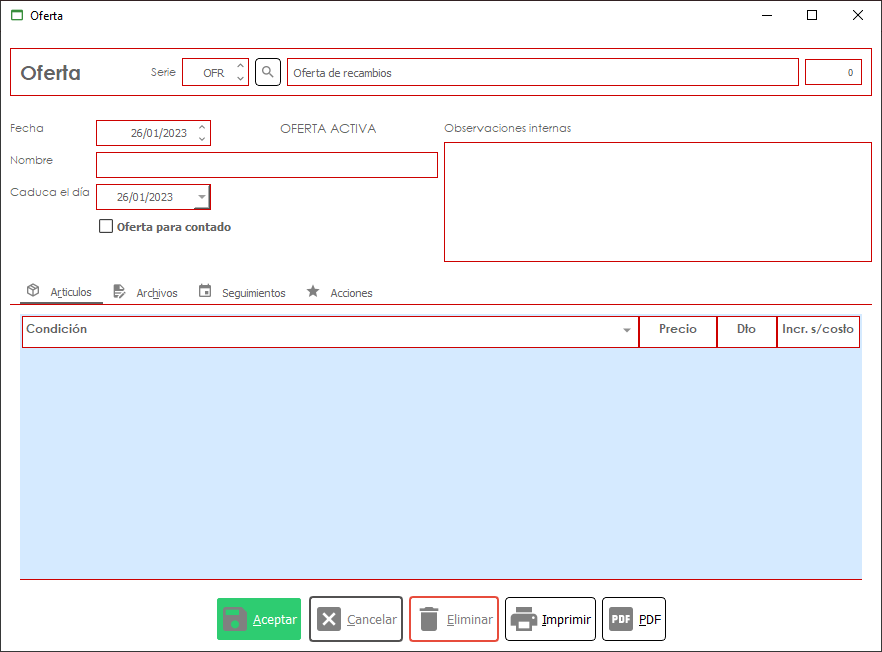 Oferta
Oferta Serie OFR Oferta de recambios 0
Fecha 26/01/2023 OFERTA ACTIVA Observaciones internas
Nombre
Caduca el día 26/01/2023
Oferta para contado
Artículos Archivos Seguimientos Acciones
Condición Precio Dto Incr. s/costo
Aceptar Cancelar Eliminar Imprimir PDF PDF